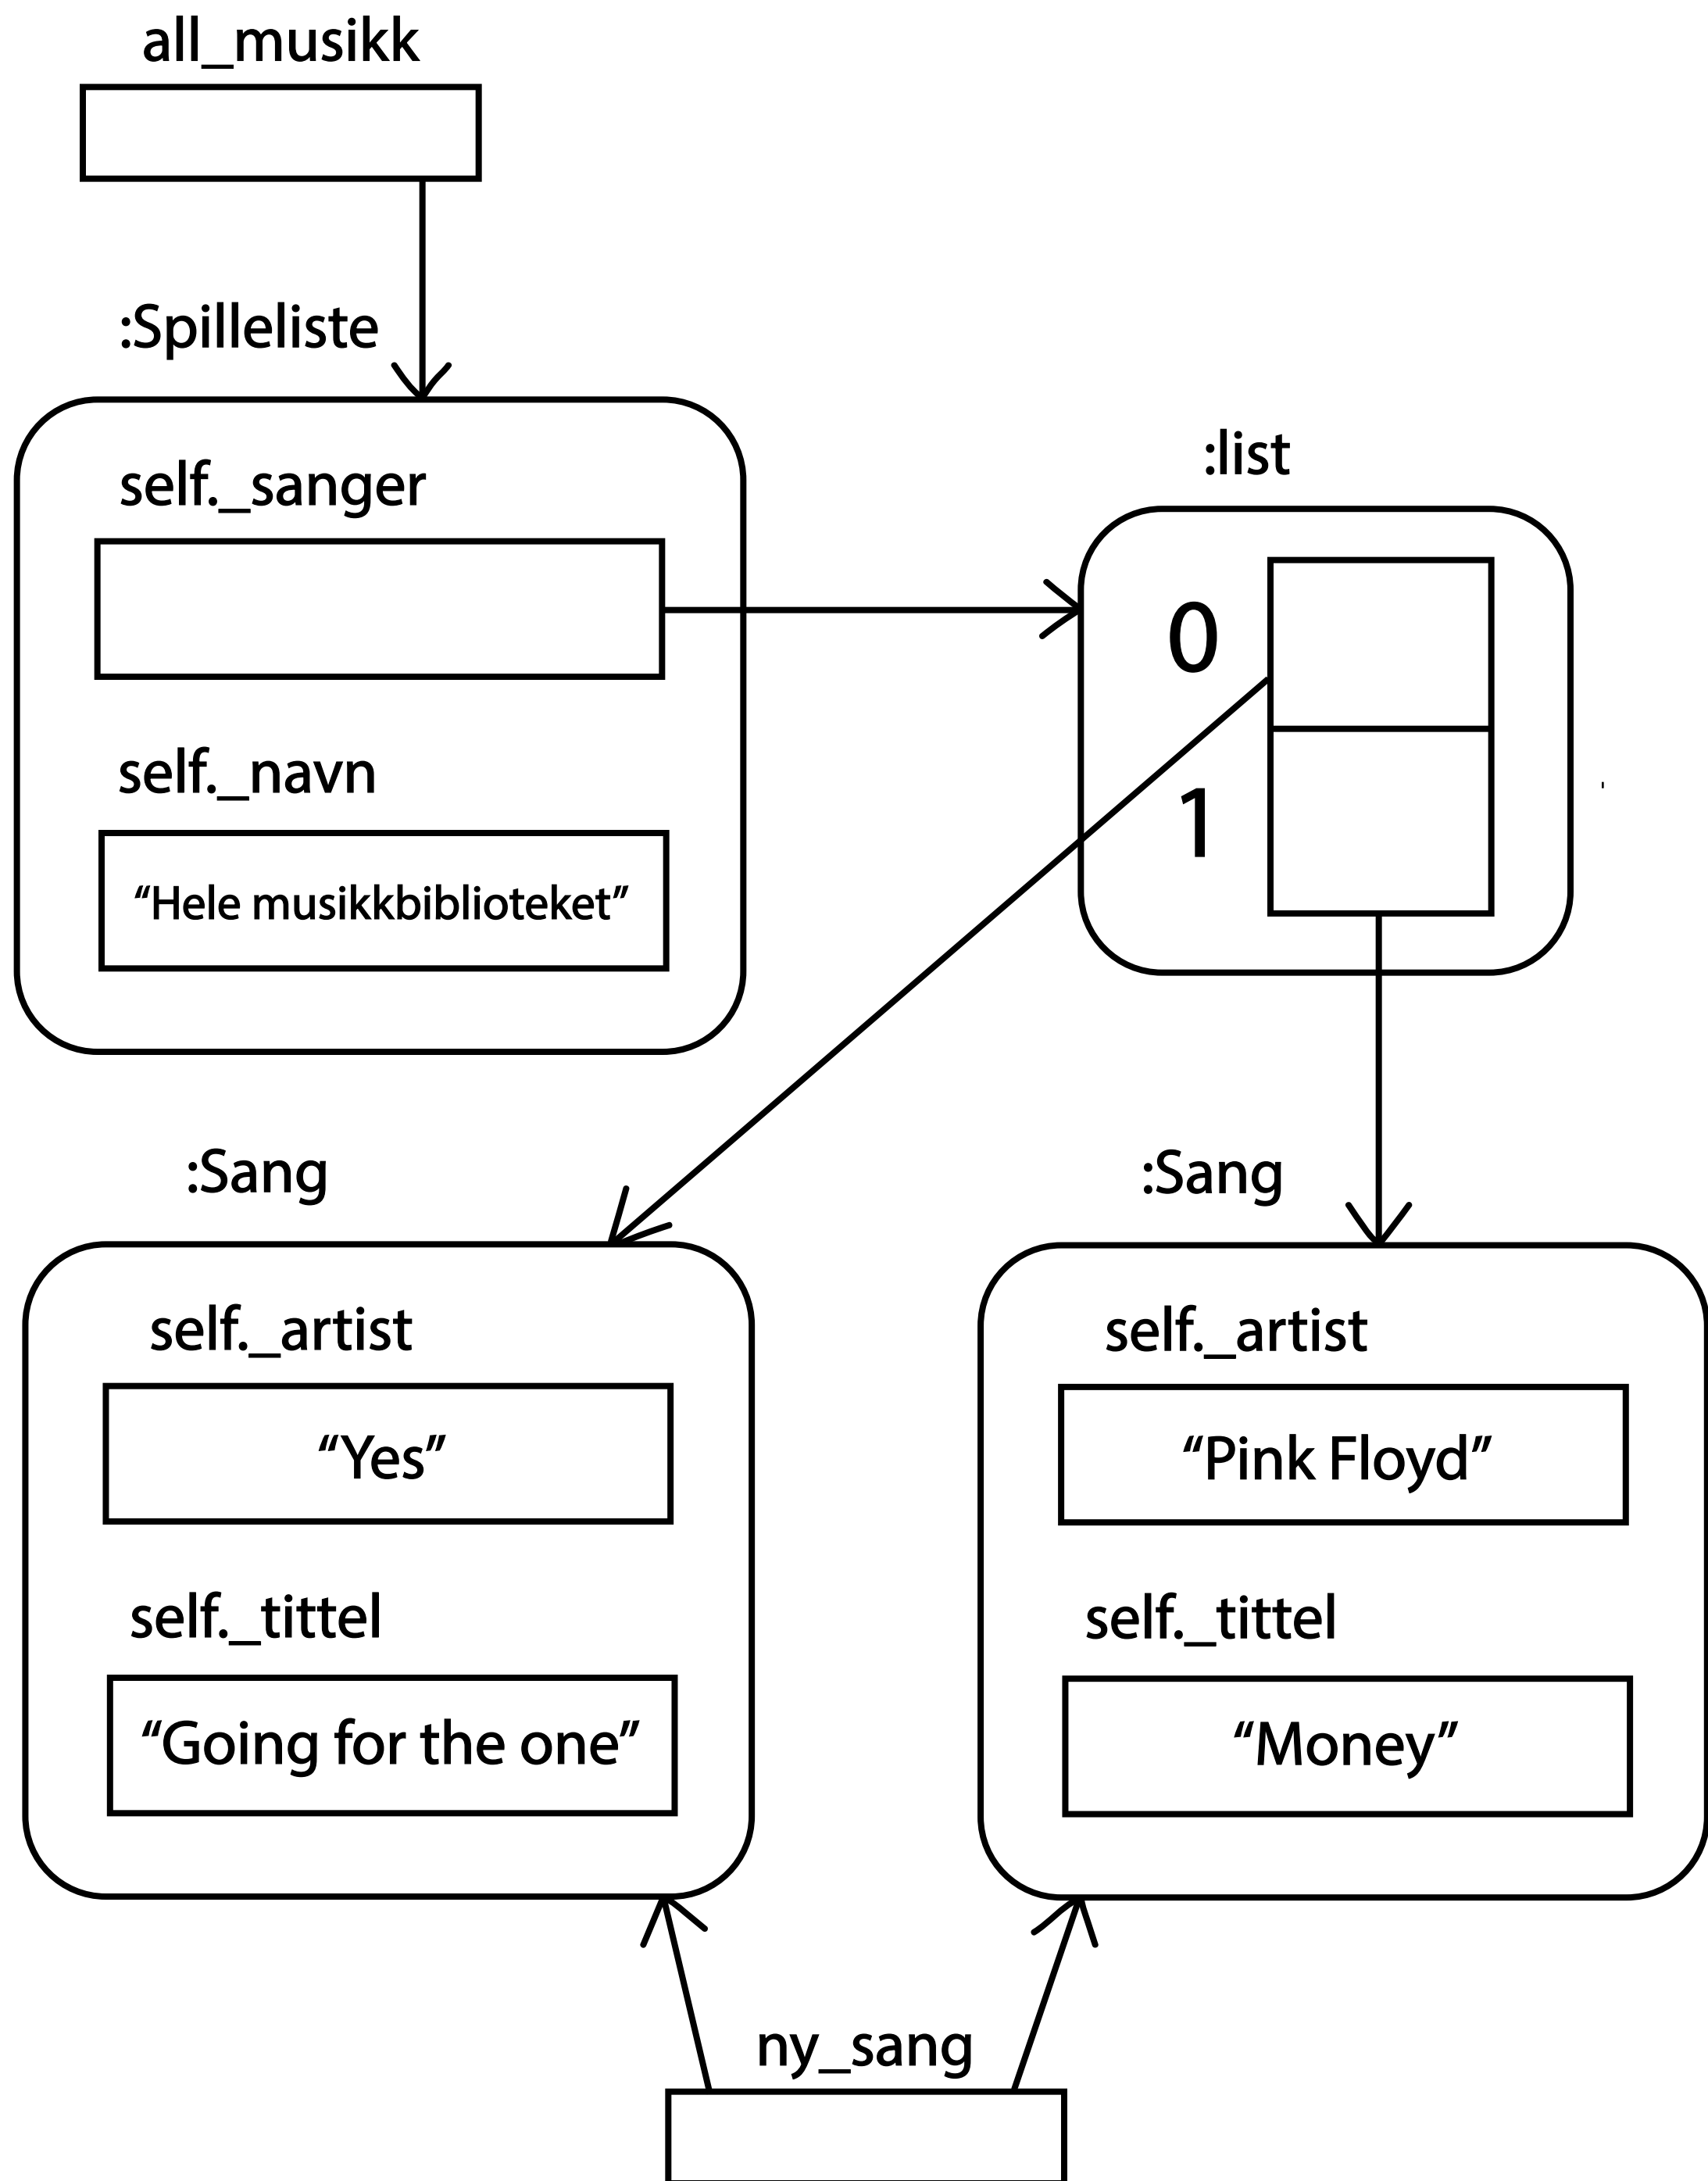 all_musikk
:Spilleliste
self._sanger
self._navn
“Hele musikkbiblioteket”
:list
0
1
:Sang
self._artist
“Yes”
self._tittel
“Going for the one”
:Sang
self._artist
“Pink Floyd”
self._tittel
“Money”
ny_sang